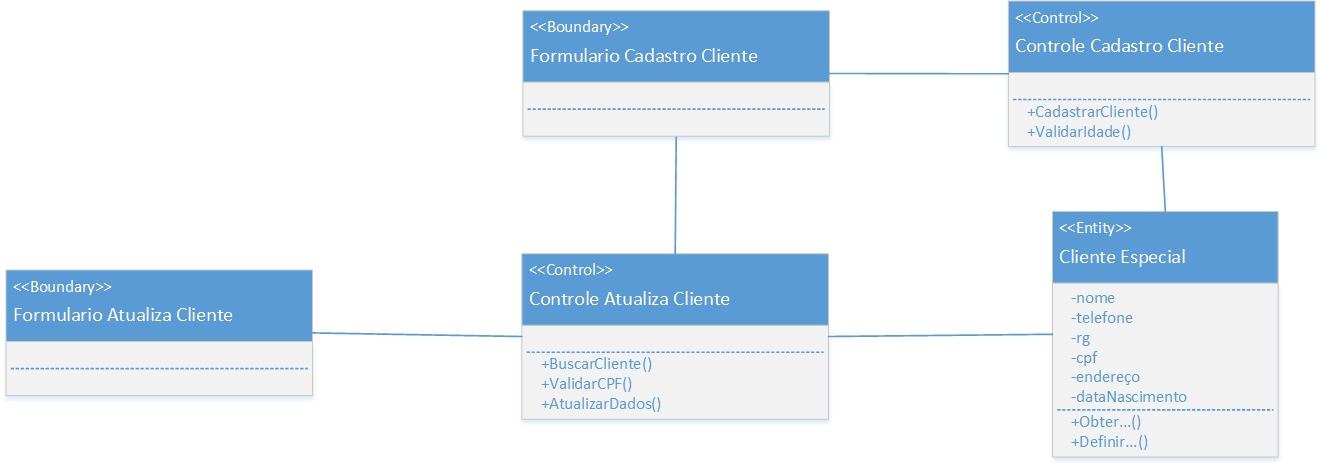 <<Boundary>>
Formulario Cadastro Cliente
<<Control>>
Controle Cadastro Cliente
+CadastrarCliente()
+ValidarIdade()
<<Boundary>>
Formulario Atualiza Cliente
<<Control>>
Controle Atualiza Cliente
+BuscarCliente()
+ValidarCPF()
+AtualizarDados()
<<Entity>>
Cliente Especial
-nome
-telefone
-rg
-cpf
-endereço
-dataNascimento
+Obter...()
+Definir...()